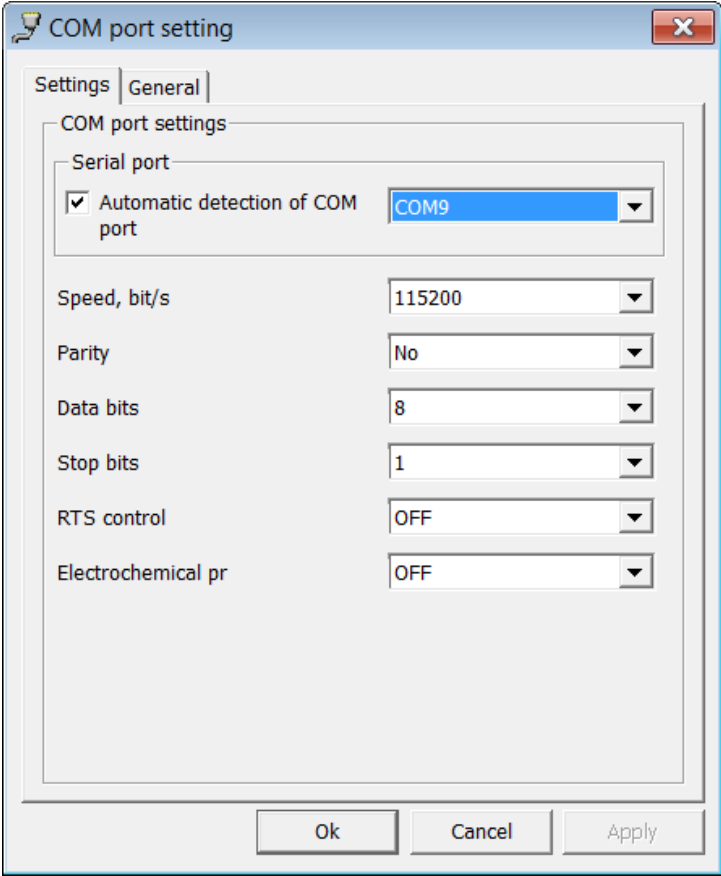 COM port setting
Settings
General
COM port settings
Serial port
Automatic detection of COM
port
COM9
Speed, bit/s
115200
Parity
No
Data bits
8
Stop bits
1
RTS control
OFF
Electrochemical pr
OFF
Ok
Cancel
Apply